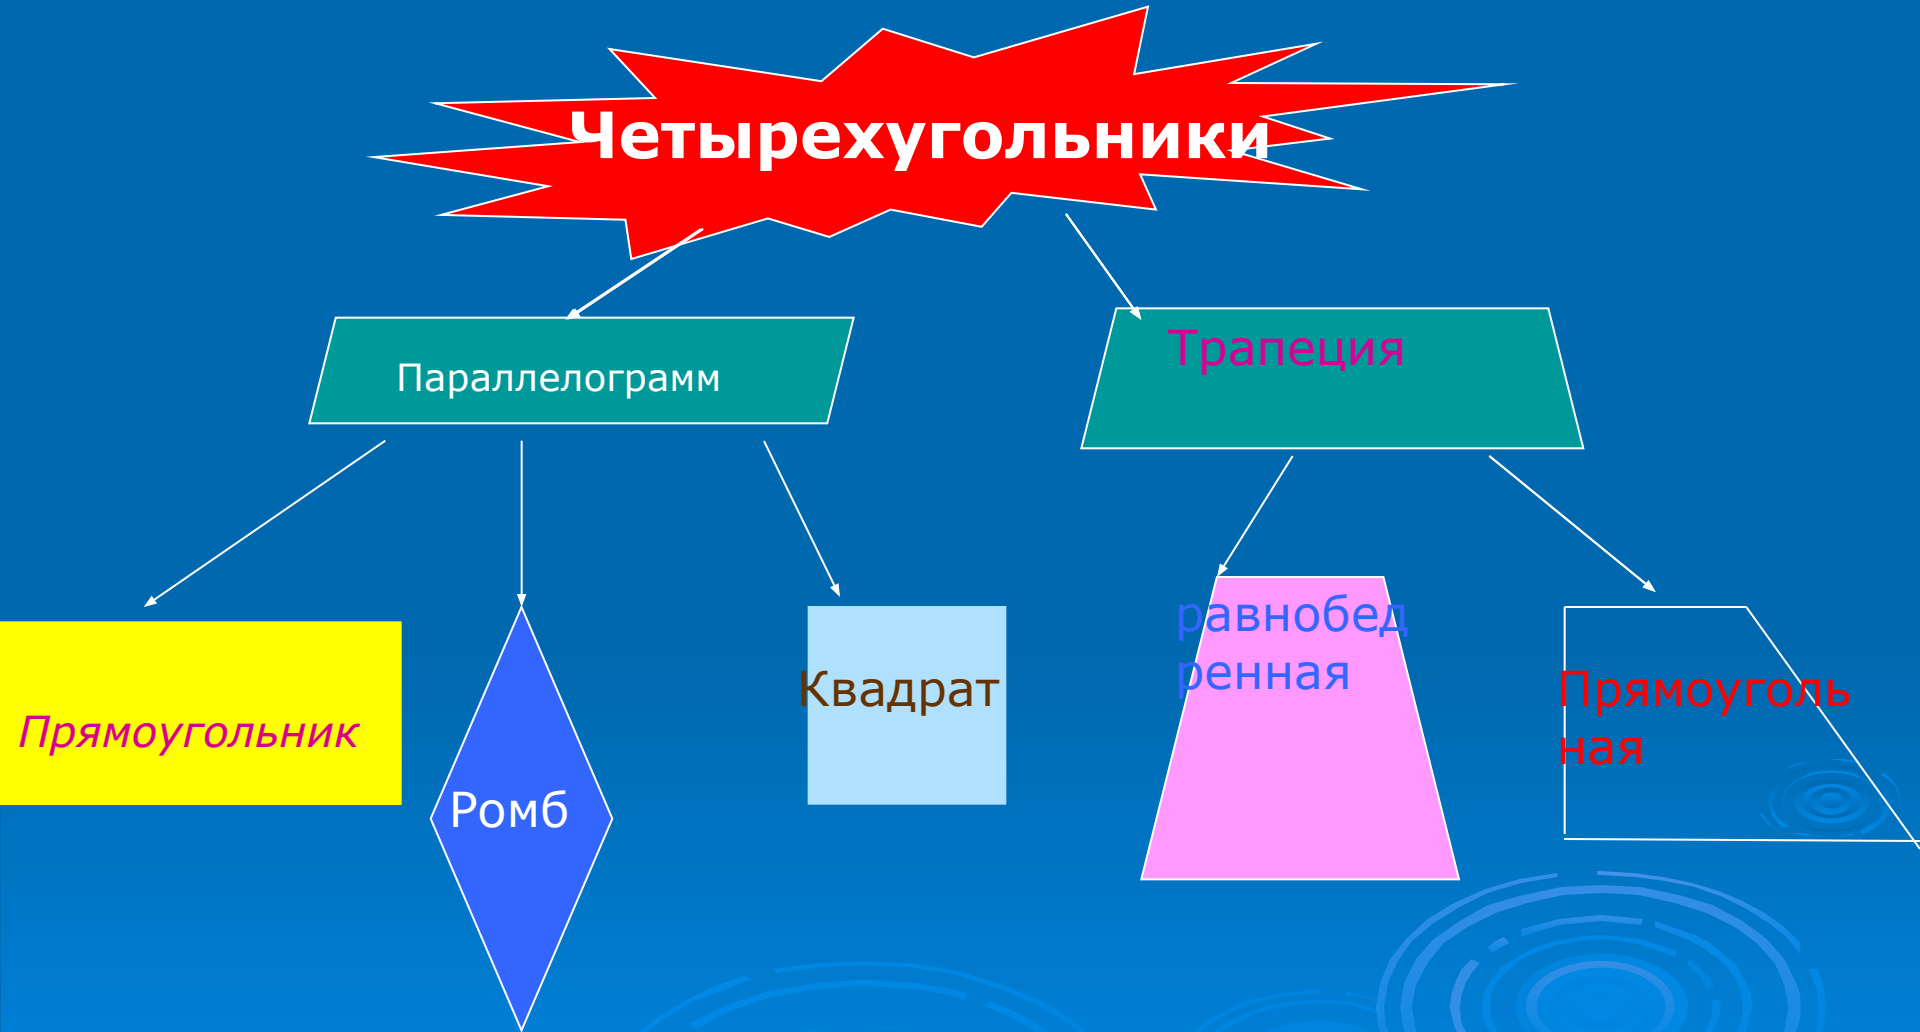 Четырехугольники
Параллелограмм
Трапеция
Прямоугольник
Ромб
Квадрат
равнобед
ренная
Прямоуголь
ная